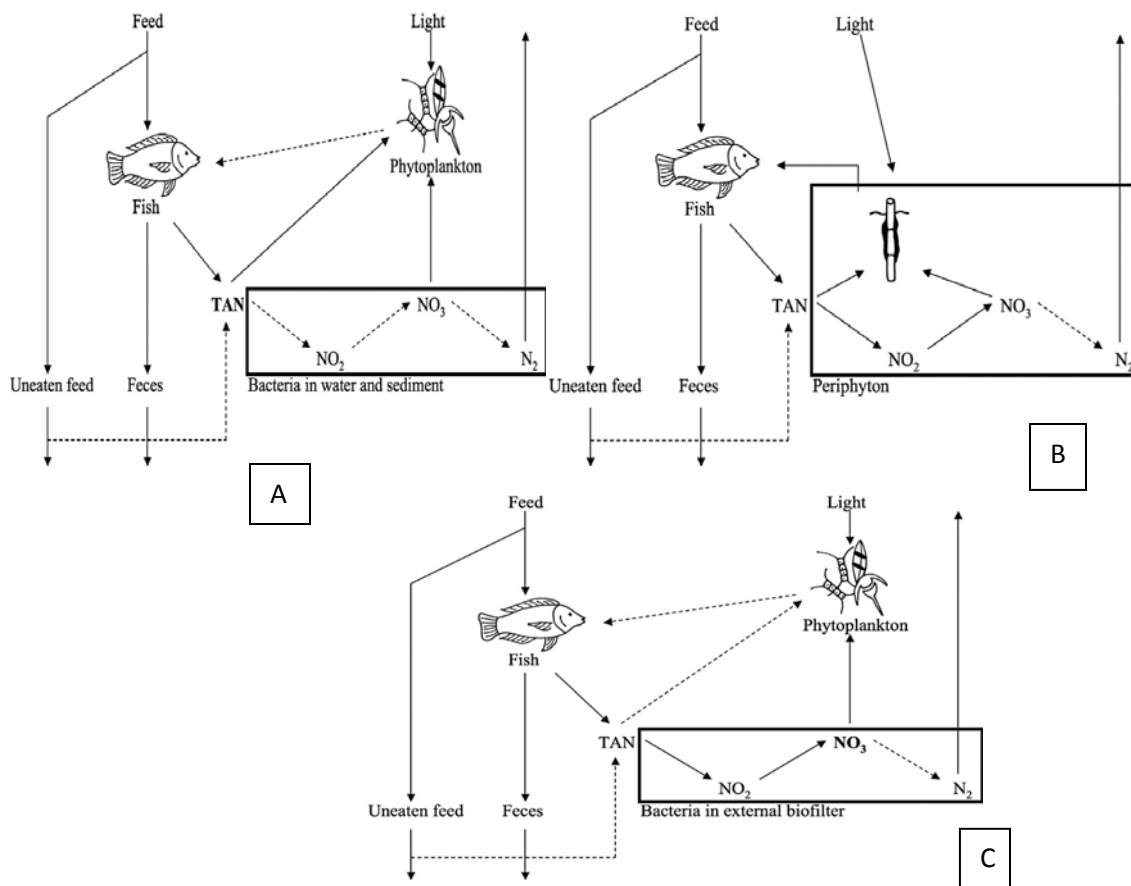 Feed
Light
Phytoplankton
Fish
TAN
NO3
NO2
N2
Uneaten feed
Feces
Bacteria in water and sediment
A
Feed
Light
Fish
TAN
NO3
NO2
N2
Uneaten feed
Feces
Periphyton
B
Feed
Light
Phytoplankton
Fish
TAN
NO3
NO2
N2
Uneaten feed
Feces
Bacteria in external biofilter
C